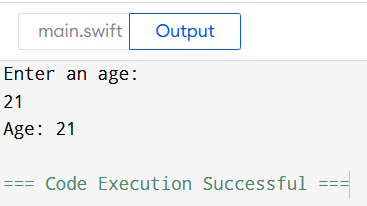 main.swift Output
Enter an age:
21
Age: 21
=== Code Execution Successful ===